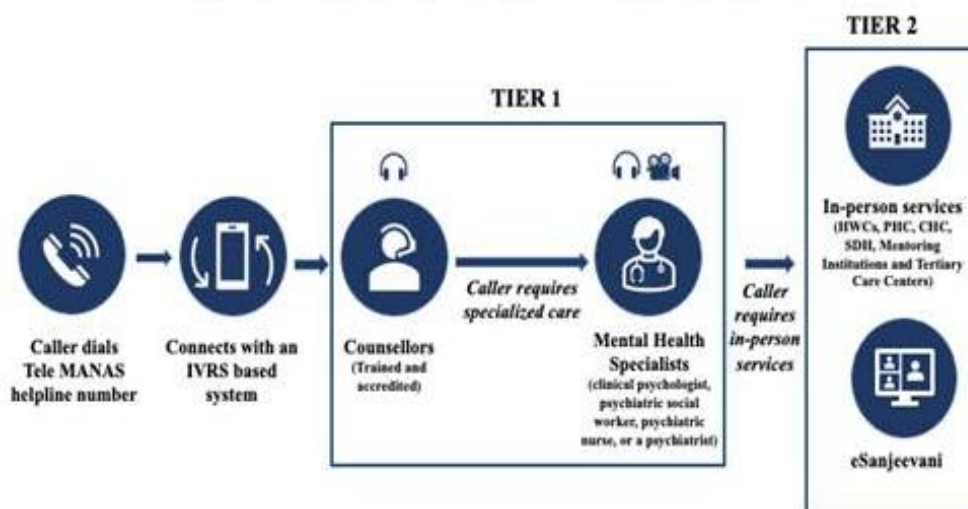 TIER 2
TIER 1
Caller dials
Tele MANAS
helpline number
Connects with an
IVRS based
system
Counsellors
(Trained and
accredited)
Caller requires
specialized care
Mental Health
Specialists
(clinical psychologist,
psychiatric social
worker, psychiatric
nurse, or a psychiatrist)
Caller
requires
in-person
services
In-person services
(HWCs, PHC, CHC,
SDH, Mentoring
Institutions and Tertiary
Care Centers)
eSanjeevani